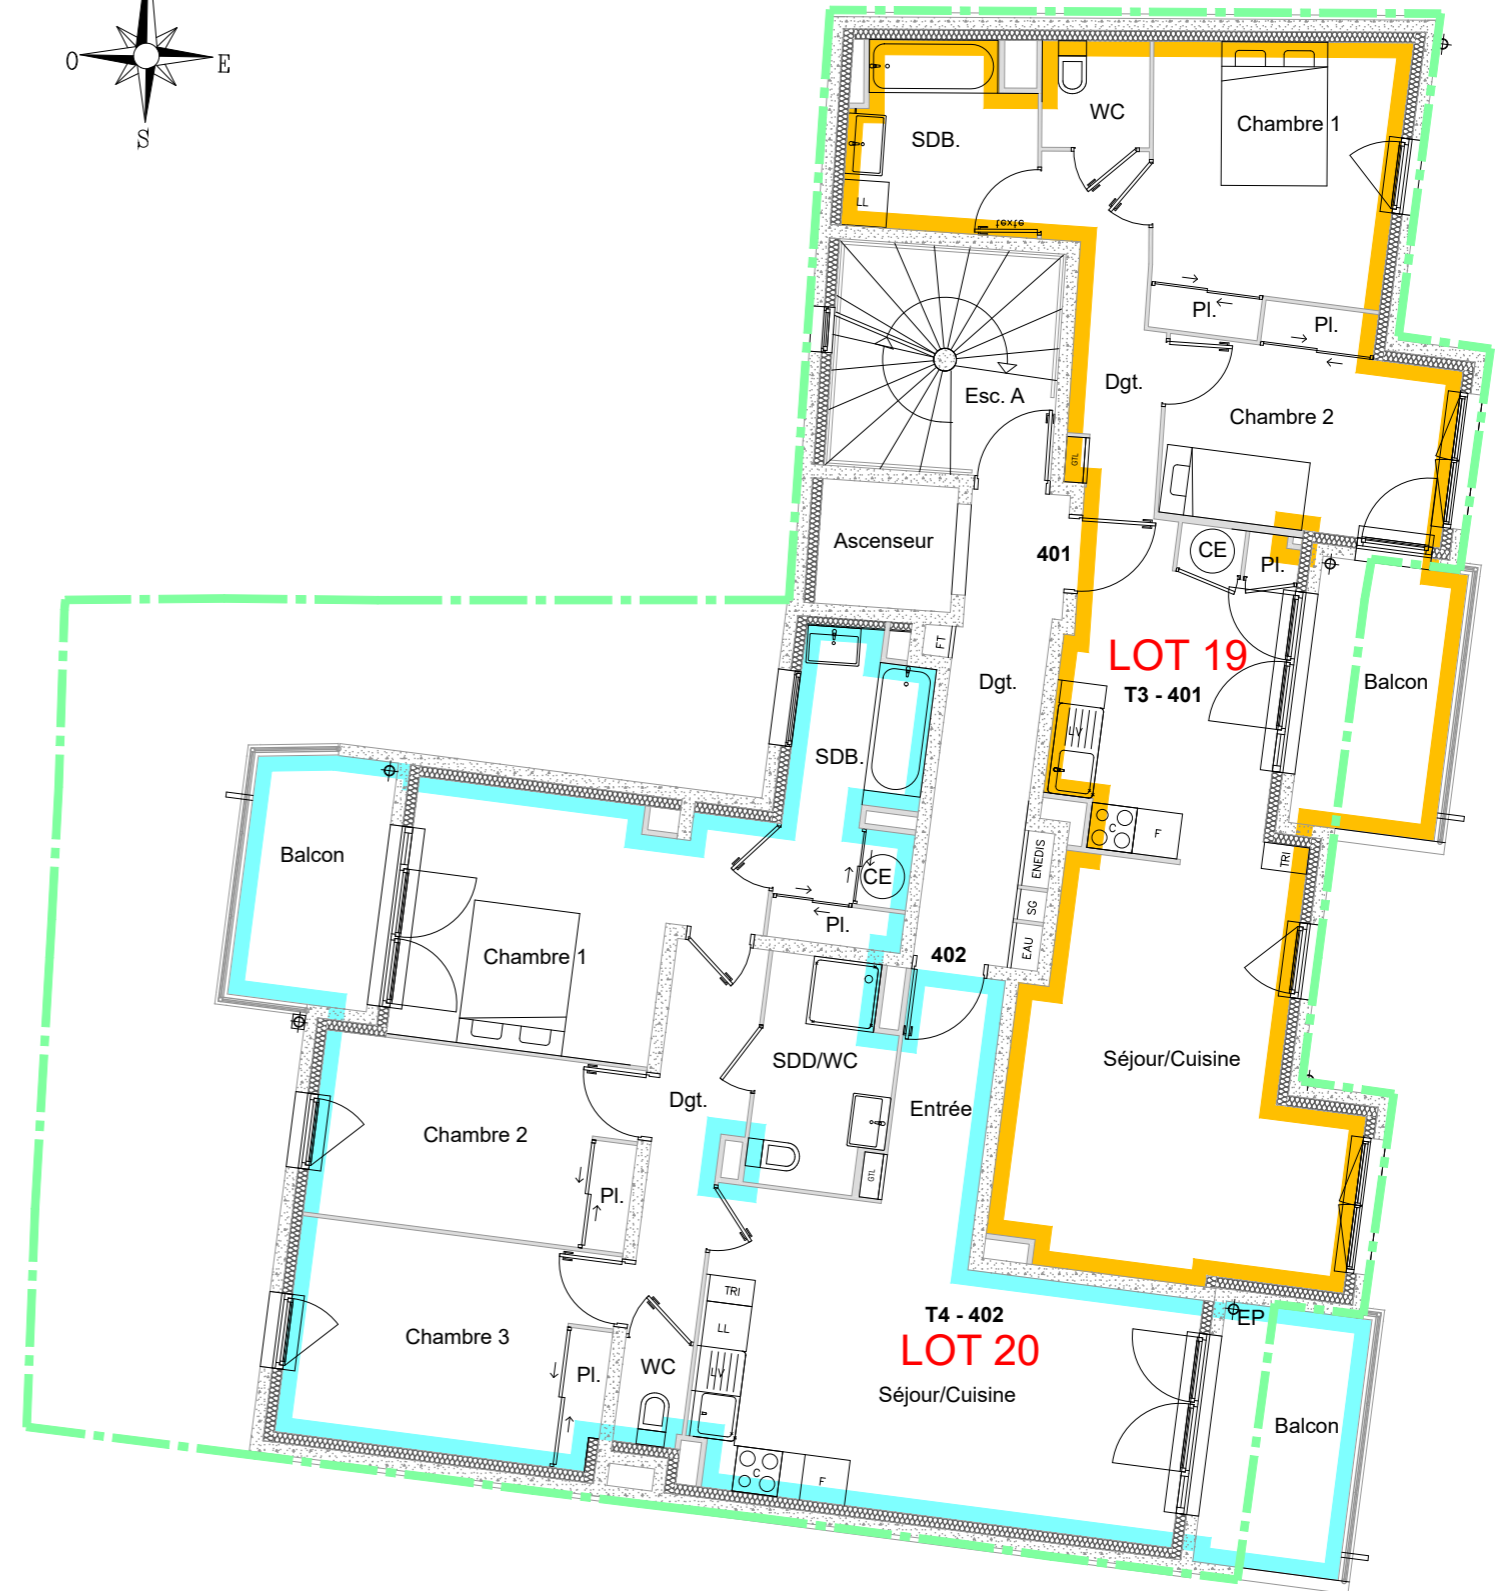 O
E
S
SDB.
WC
Chambre 1
LL
texte
Pl.
Pl.
Dgt.
Esc. A
Chambre 2
GTL
Ascenseur
401
CE
Pl.
FT
LOT 19
T3 - 401
Dgt.
Balcon
LV
SDB.
C
F
TRI
ENEDIS
Balcon
CE
SG
Pl.
EAU
402
Chambre 1
SDD/WC
Séjour/Cuisine
Dgt.
Entrée
Chambre 2
GTL
Pl.
TRI
T4 - 402
EP
LL
Chambre 3
LOT 20
WC
Pl.
LV
Séjour/Cuisine
Balcon
C
F